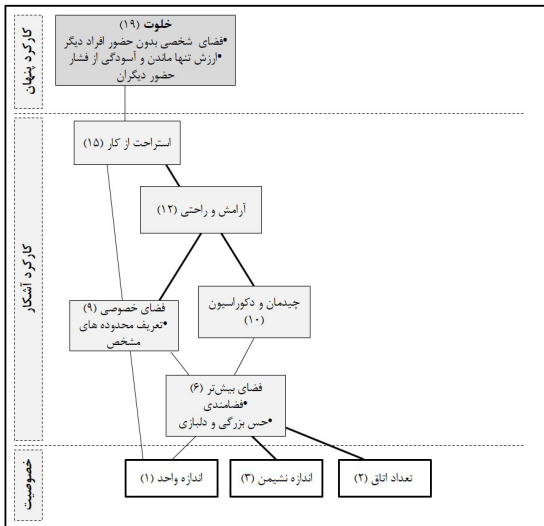 کارکرد پنهان
خلوت (۱۹)
•فضای شخصی بدون حضور افراد دیگر
•ارزش تنها ماندن و آسودگی از فشار
حضور دیگران
کارکرد آشکار
استراحت از کار (۱۵)
آرامش و راحتی (۱۲)
فضای خصوصی (۹)
•تعریف محدوده های
مشخص
چیدمان و دکوراسیون
(۱۰)
فضای بیش‌تر (۶)
•فضامندی
•حس بزرگی و دلبازی
خصوصیت
تعداد اتاق (۲)
اندازه نشیمن (۳)
اندازه واحد (۱)